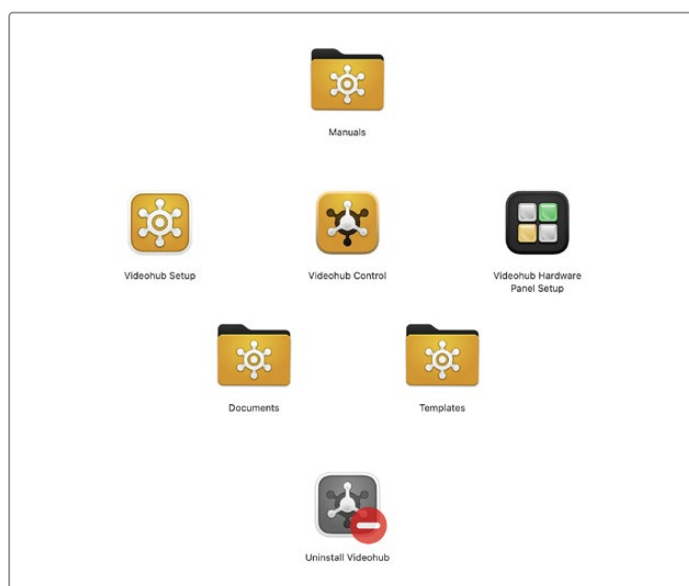 Manuals
Videohub Setup
Videohub Control
Videohub Hardware
Panel Setup
Documents
Templates
Uninstall Videohub